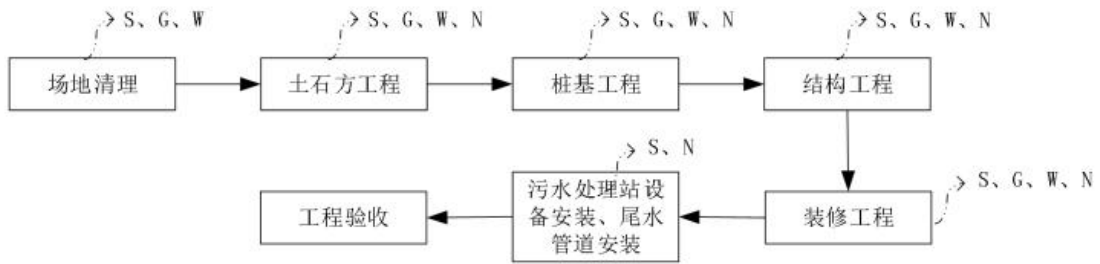 S、G、W
S、G、W、N
S、G、W、N
S、G、W、N
场地清理
土石方工程
桩基工程
结构工程
S、N
S、G、W、N
工程验收
污水处理站设
备安装、尾水
管道安装
装修工程